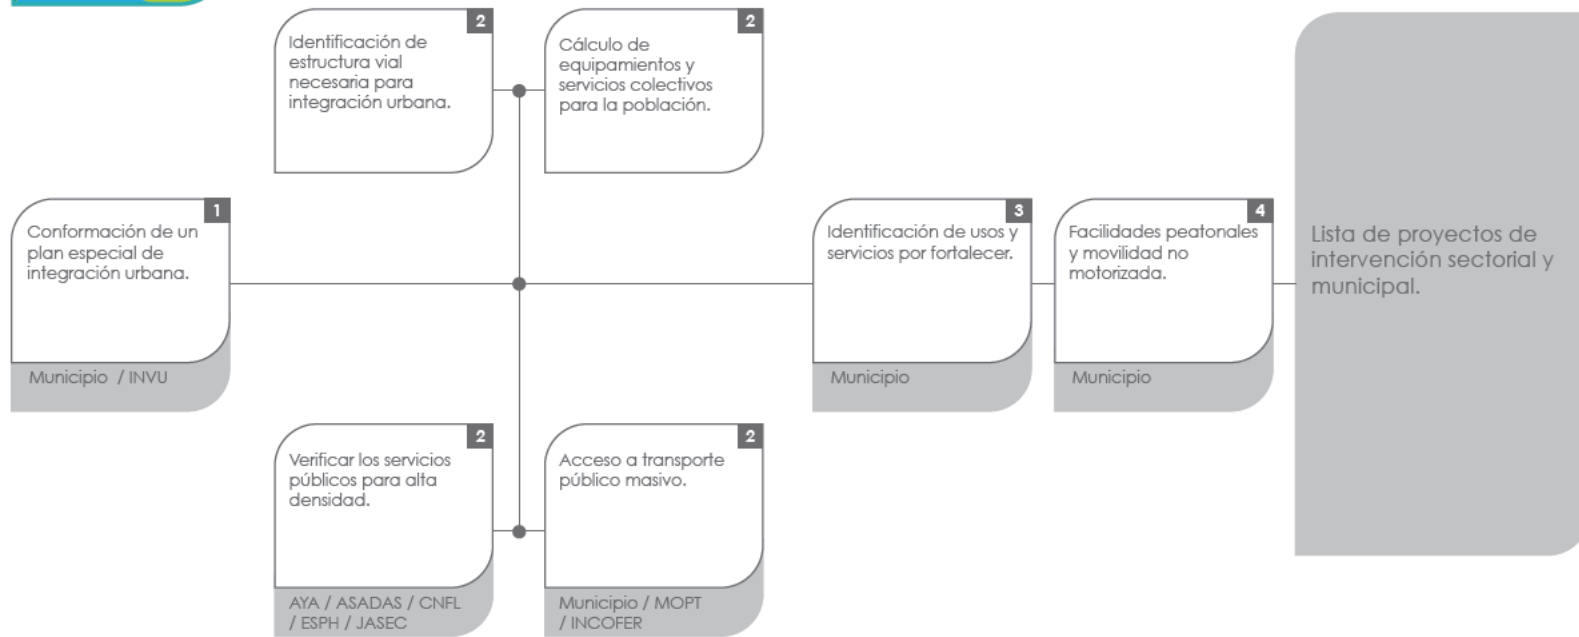 2
Identificación de
estructura vial
necesaria para
integración urbana.
2
Cálculo de
equipamientos y
servicios colectivos
para la población.
1
Conformación de un
plan especial de
integración urbana.
Municipio / INVU
3
Identificación de usos y
servicios por fortalecer.
Municipio
4
Facilidades peatonales
y movilidad no
motorizada.
Municipio
Lista de proyectos de
intervención sectorial y
municipal.
2
Verificar los servicios
públicos para alta
densidad.
AYA / ASADAS / CNFL
/ ESPH / JASEC
2
Acceso a transporte
público masivo.
Municipio / MOPT
/ INCOFER